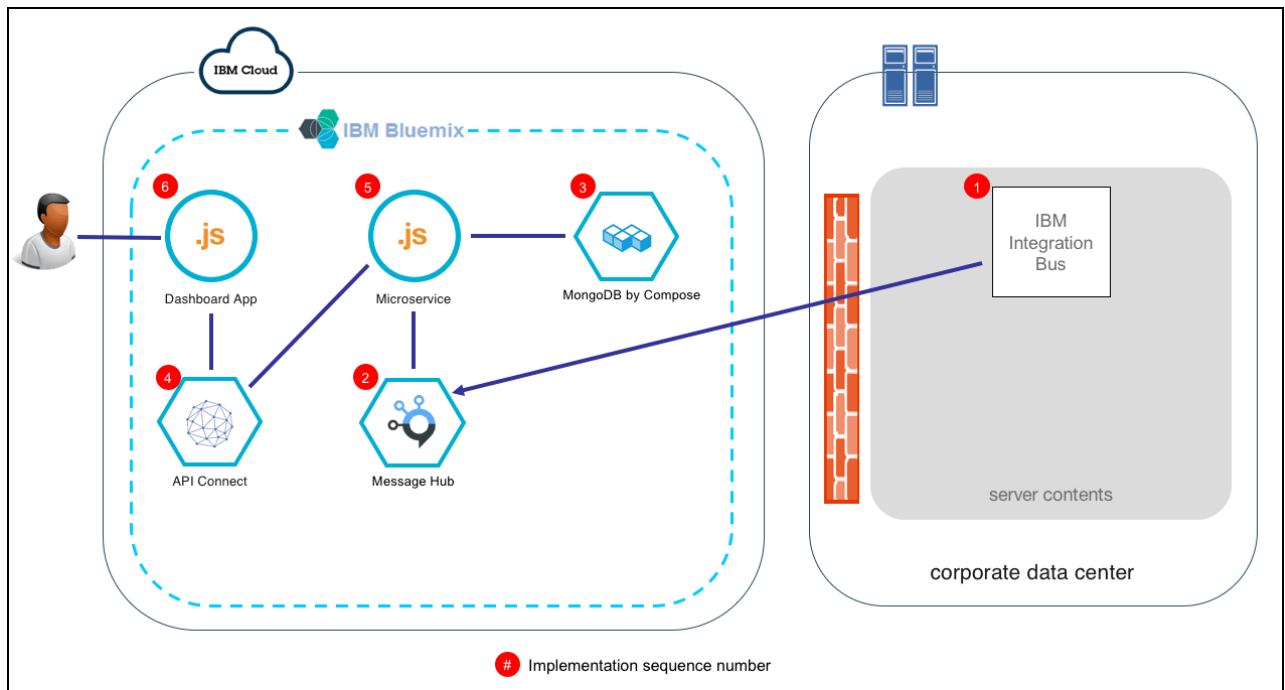 IBM Cloud
IBM Bluemix
6
.js
Dashboard App
5
.js
Microservice
3
MongoDB by Compose
4
API Connect
2
Message Hub
1
IBM
Integration
Bus
server contents
corporate data center
# Implementation sequence number